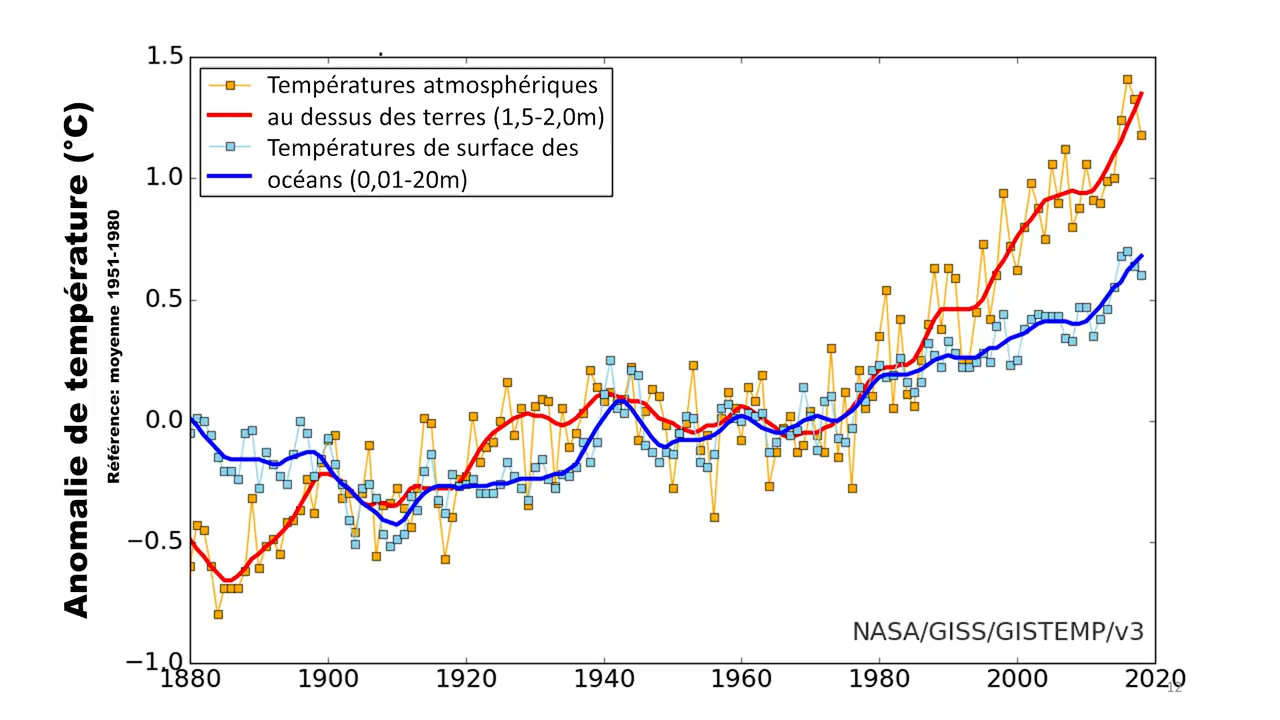 Anomalie de température (°C)
Référence: moyenne 1951-1980
1.5
1.0
0.5
0.0
−0.5
−1.0
Températures atmosphériques
au dessus des terres (1,5-2,0m)
Températures de surface des
océans (0,01-20m)
NASA/GISS/GISTEMP/v3
1880 1900 1920 1940 1960 1980 2000 2020
12